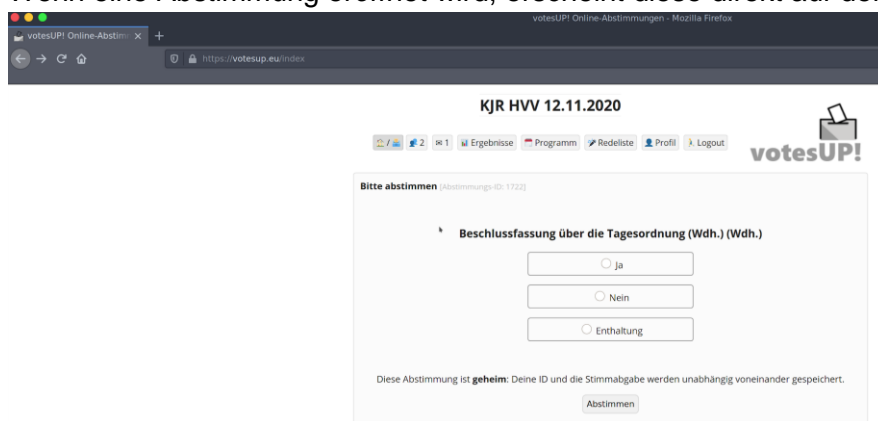 votesUP! Online-Abstimmungen - Mozilla Firefox
votesUP! Online-Abstim
https://votesup.eu/index
KJR HVV 12.11.2020
/ 2 1 Ergebnisse Programm Redeliste Profil Logout
votesUP!
Bitte abstimmen [Abstimmungs-ID: 1722]
Beschlussfassung über die Tagesordnung (Wdh.) (Wdh.)
Ja
Nein
Enthaltung
Diese Abstimmung ist geheim: Deine ID und die Stimmabgabe werden unabhängig voneinander gespeichert.
Abstimmen